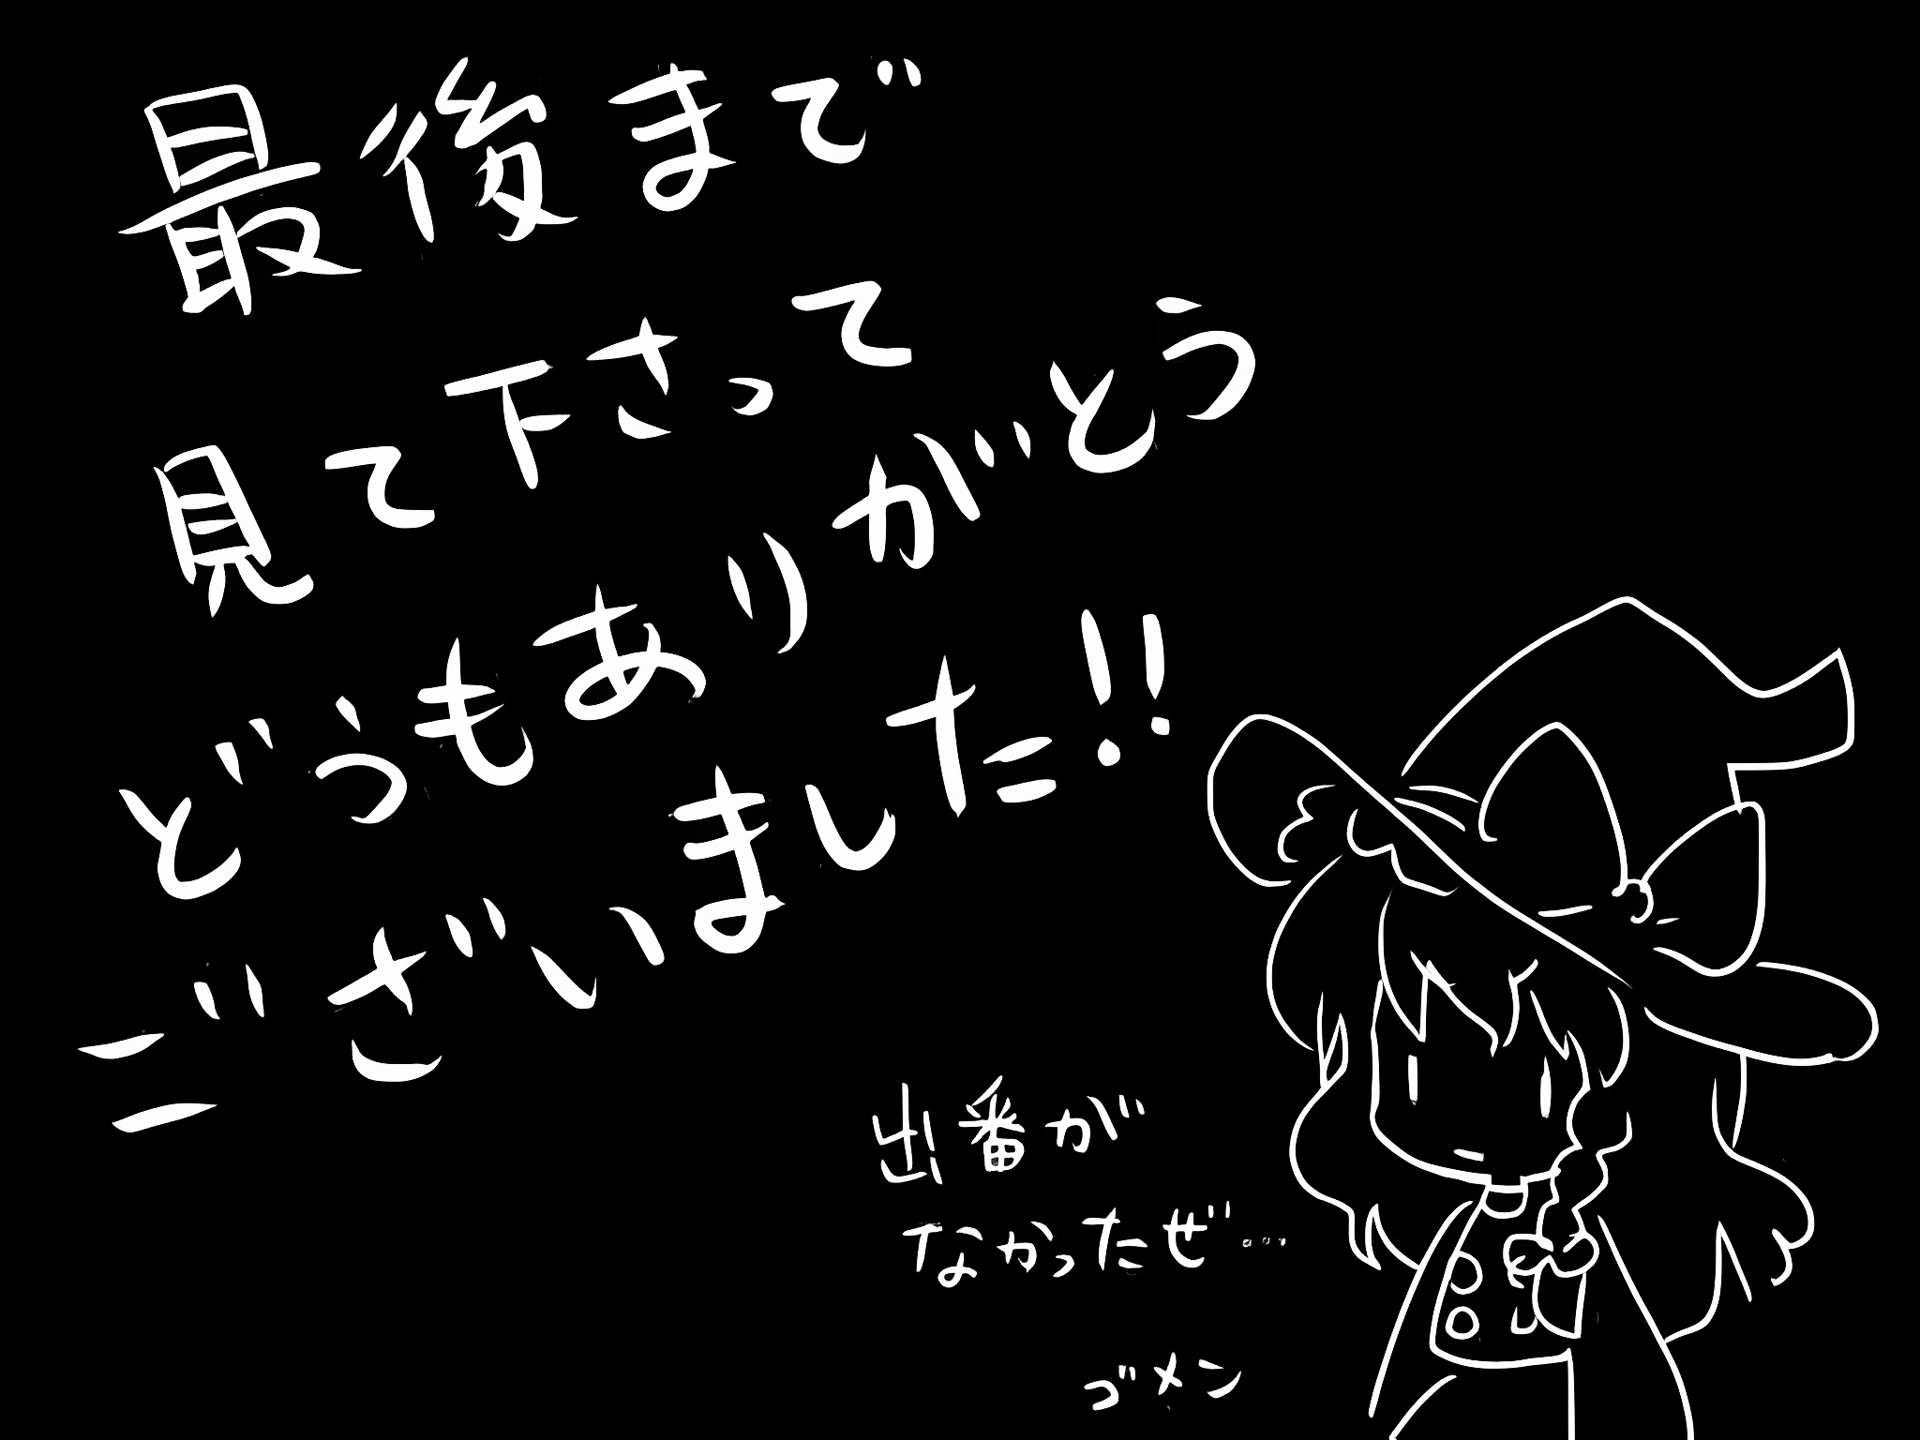 最後まで
見て下さって
どうもありがとう
ございました!!
出番が
なかったぜ…
ゴメン